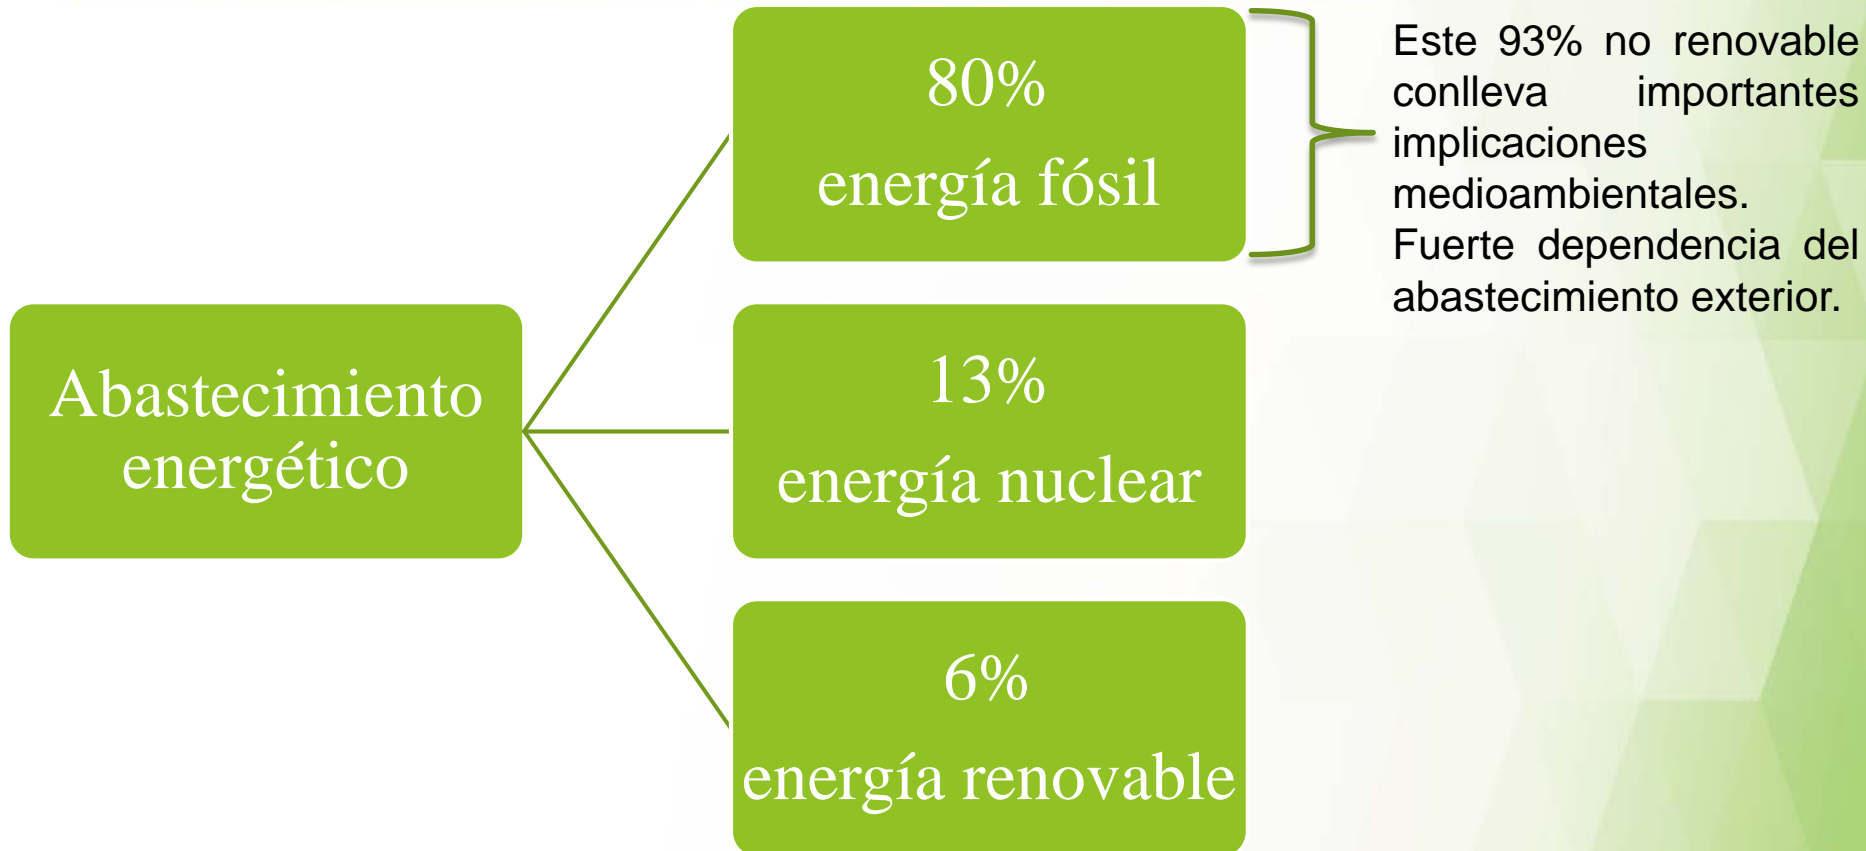 Abastecimiento
energético
80%
energía fósil
13%
energía nuclear
6%
energía renovable
Este 93% no renovable
conlleva importantes
implicaciones
medioambientales.
Fuerte dependencia del
abastecimiento exterior.